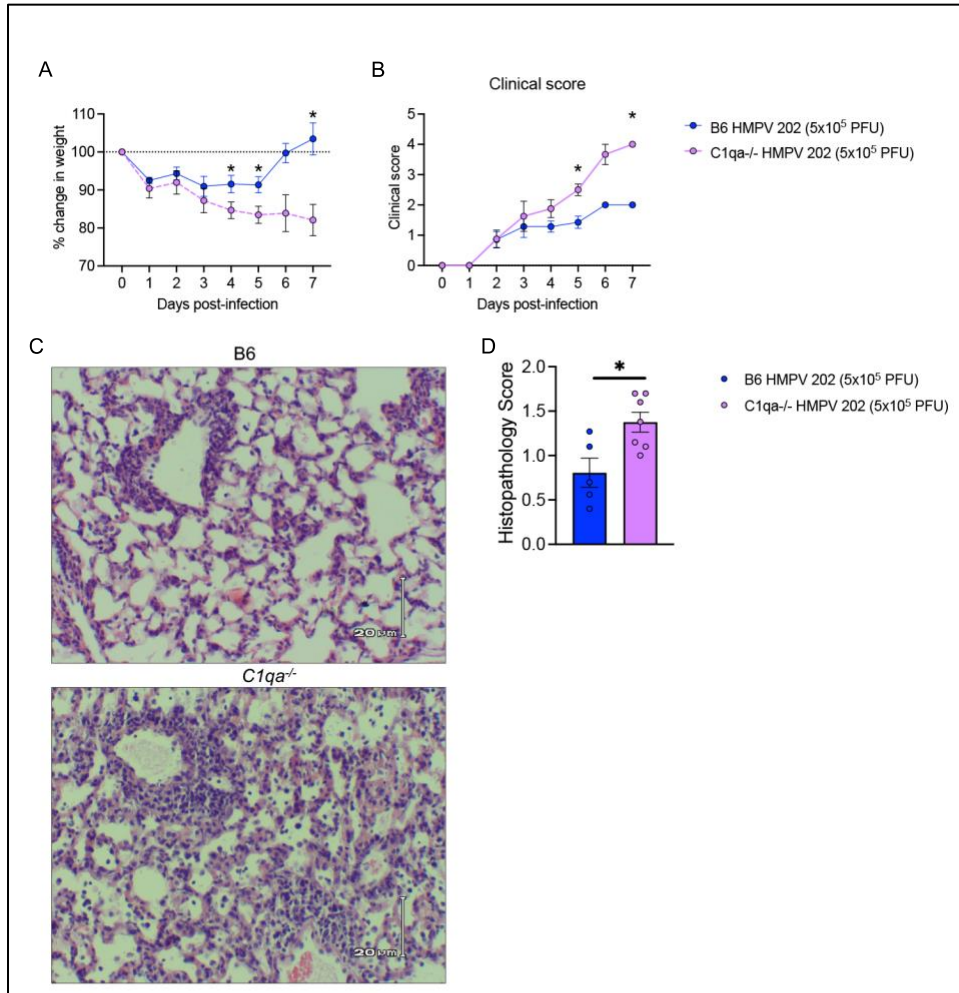 A
110
100
90
80
70
% change in weight
* * *
0 1 2 3 4 5 6 7
Days post-infection
B
Clinical score
5
4
3
2
1
0
Clinical score
* *
0 1 2 3 4 5 6 7
Days post-infection
B6 HMPV 202 (5x10⁵ PFU)
C1qa-/- HMPV 202 (5x10⁵ PFU)
C
B6
20 µm
C1qa-/-
20 µm
D
2.0
1.5
1.0
0.5
0.0
Histopathology Score
*
B6 HMPV 202 (5x10⁵ PFU)
C1qa-/- HMPV 202 (5x10⁵ PFU)